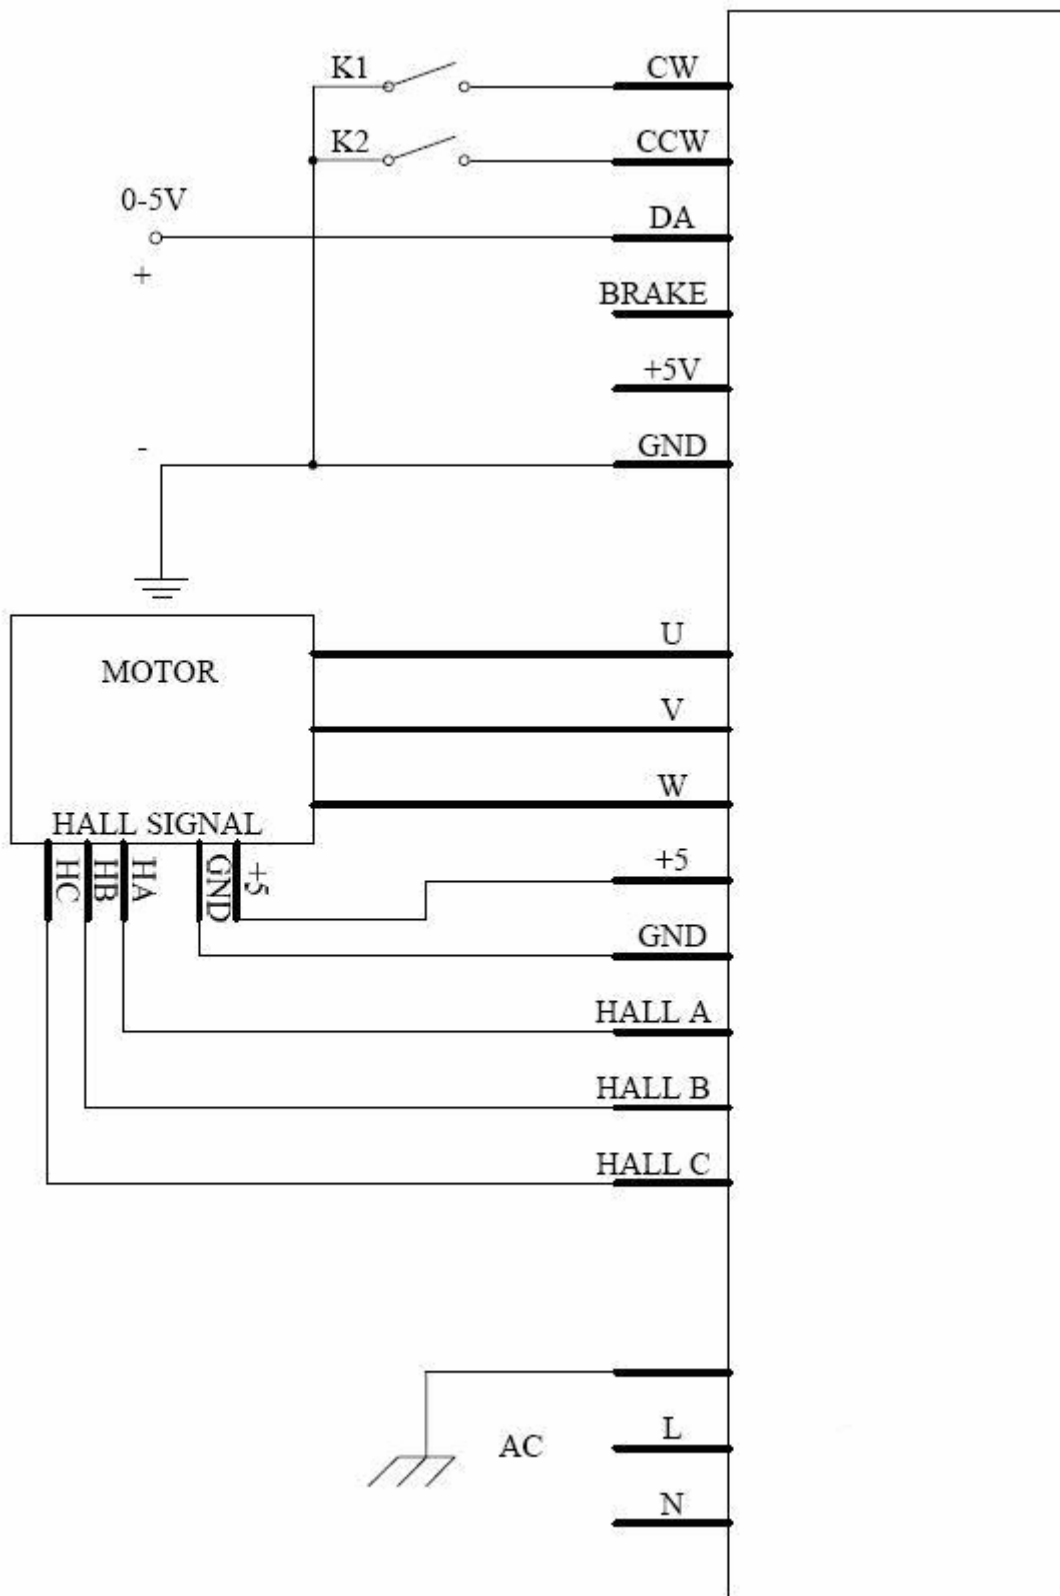 K1
CW
K2
CCW
0-5V
DA
+
BRAKE
+5V
-
GND
U
MOTOR
V
W
HALL SIGNAL
HC
HB
HA
GND
+5
+5
GND
HALL A
HALL B
HALL C
L
AC
N